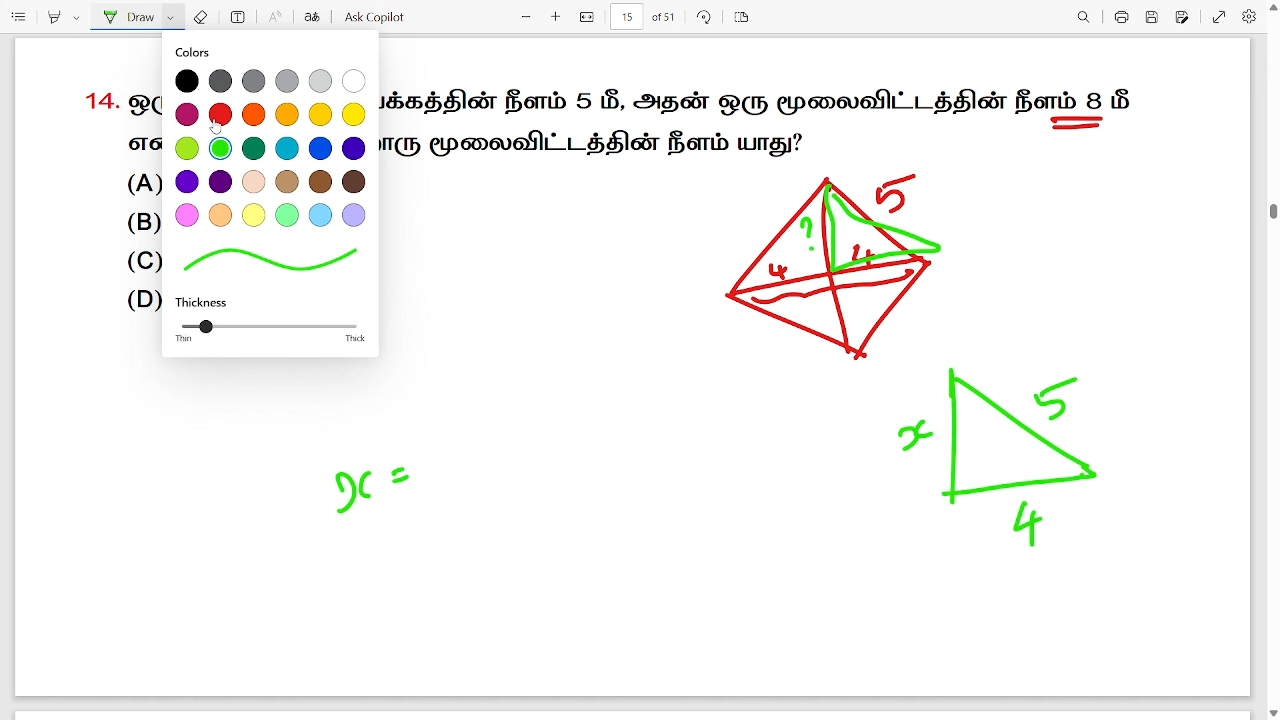 Draw
Ask Copilot
15 of 51
Colors
14. ஒரு க்கத்தின் நீளம் 5 மீ, அதன் ஒரு மூலைவிட்டத்தின் நீளம் 8 மீ
மூலைவிட்டத்தின் நீளம் யாது?
(A)
(B)
(C)
(D)
Thickness
Thin Thick
5
?
4 4
5
x
4
x =